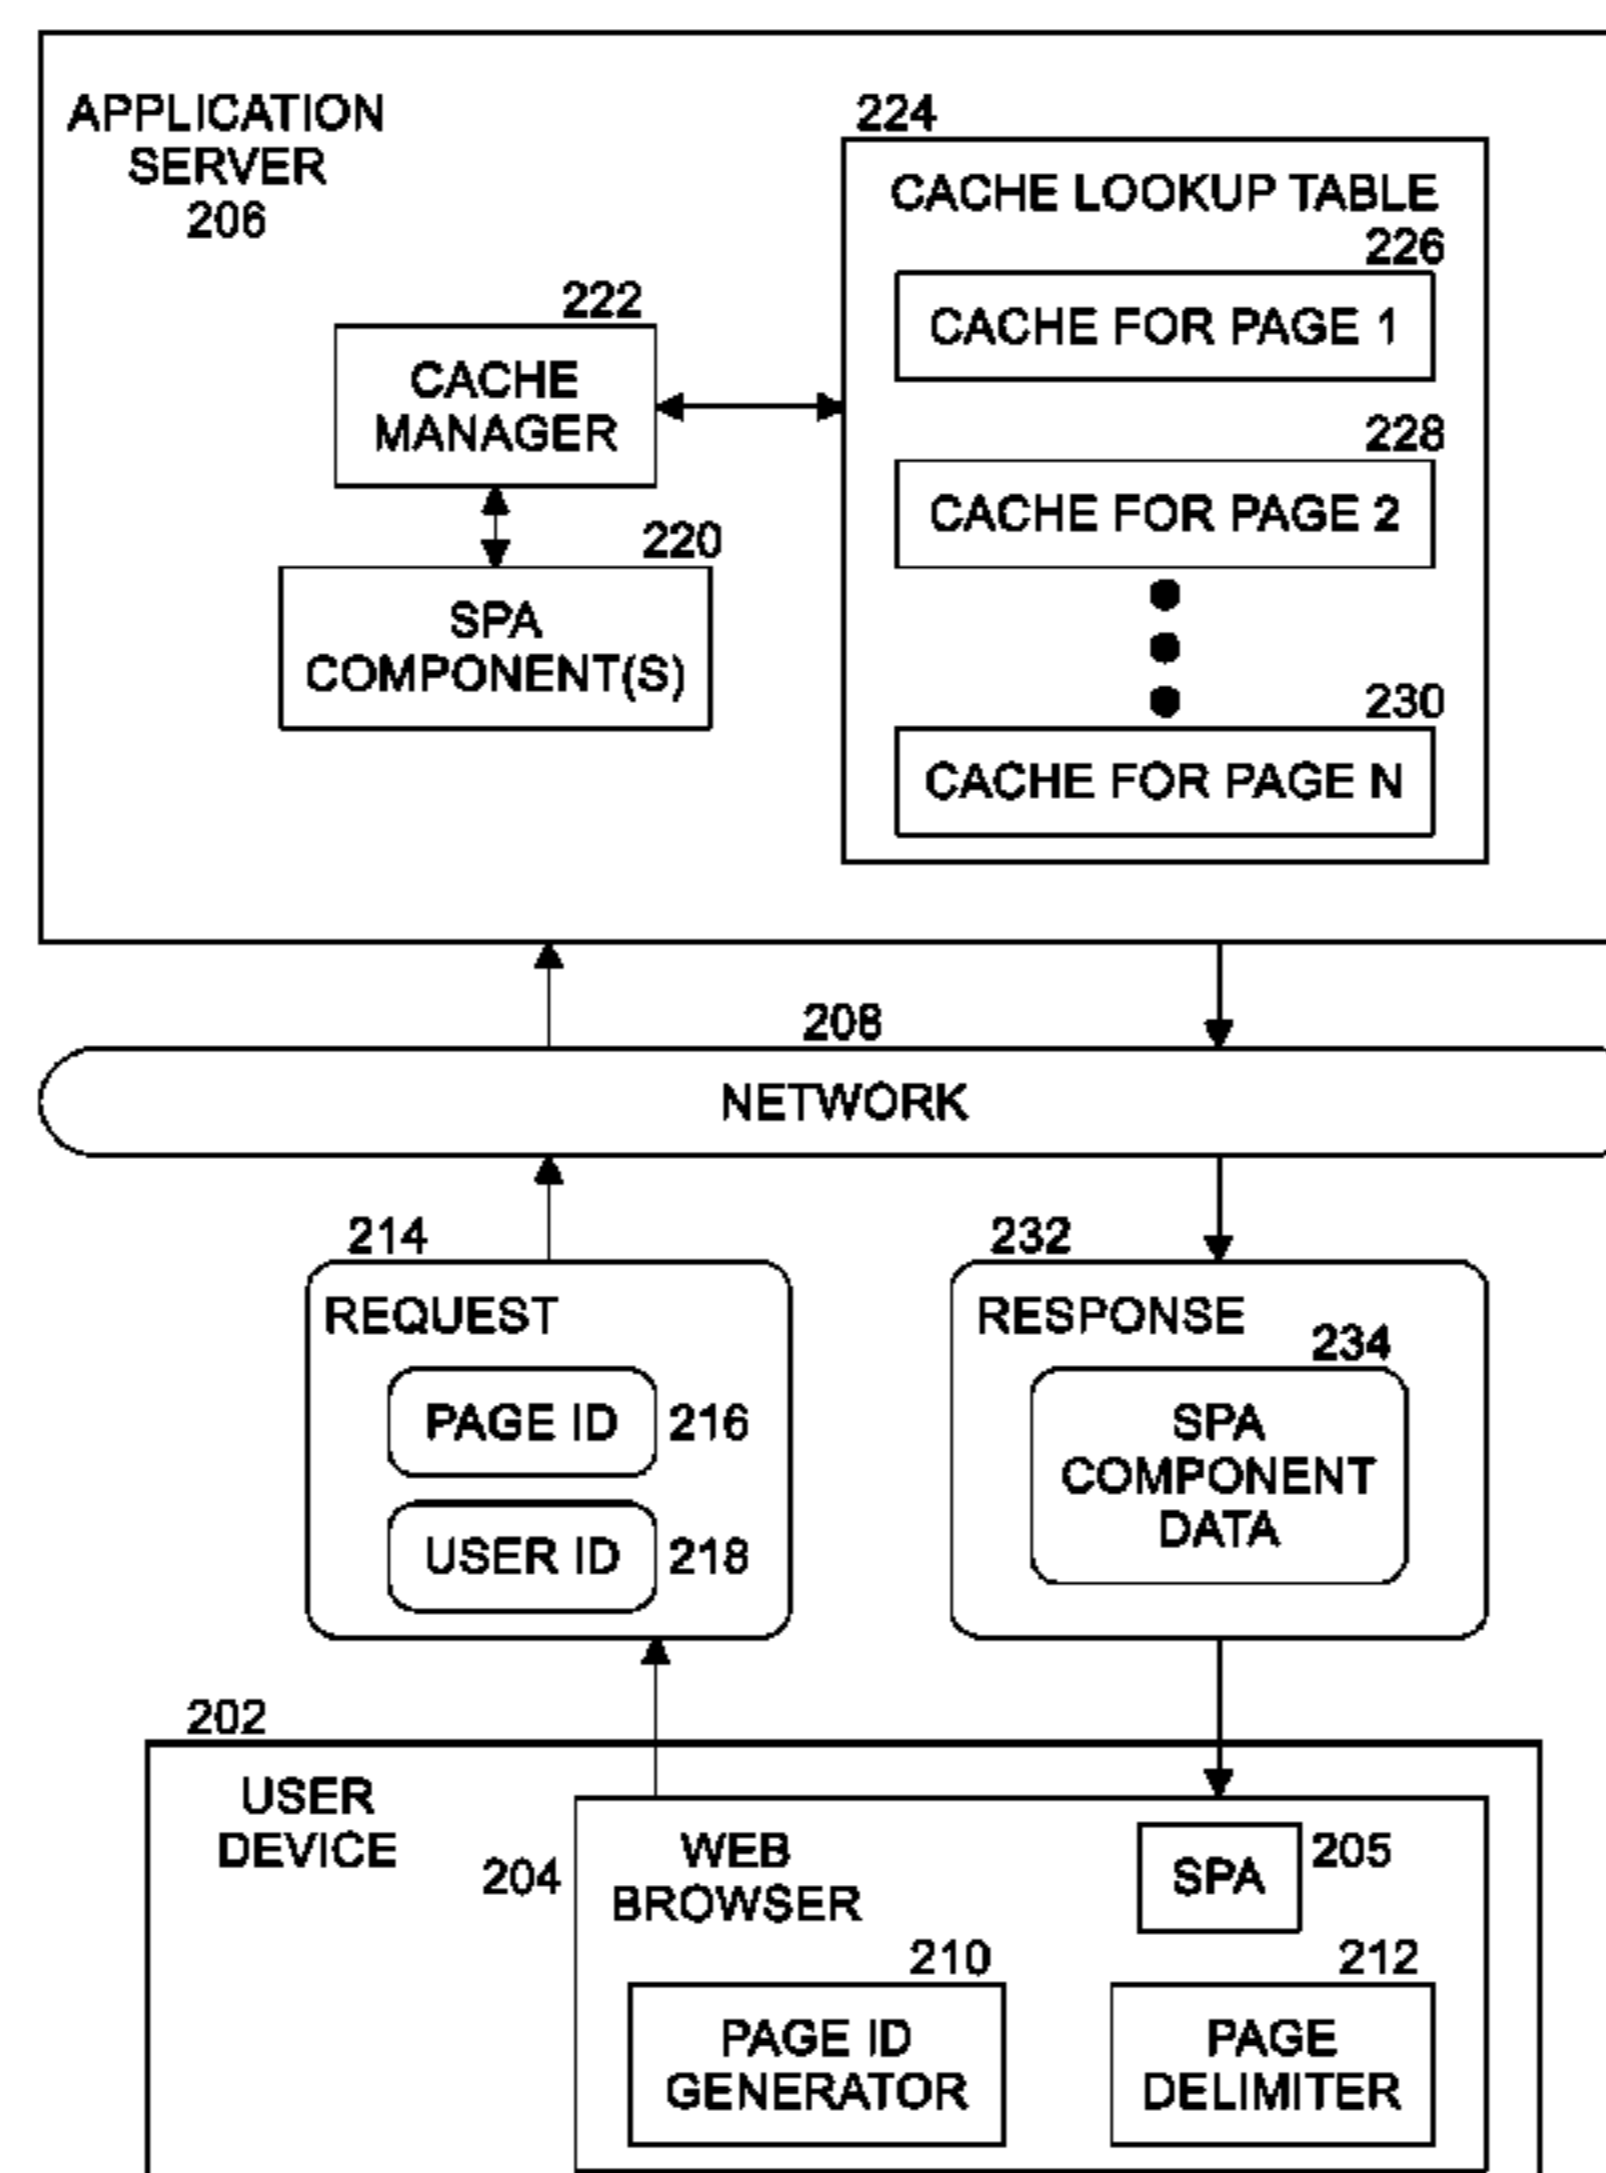 APPLICATION
SERVER
206
224
CACHE LOOKUP TABLE
226
CACHE FOR PAGE 1
222
CACHE
MANAGER
228
CACHE FOR PAGE 2
220
SPA
COMPONENT(S)
230
CACHE FOR PAGE N
208
NETWORK
214
REQUEST
PAGE ID 216
USER ID 218
232
RESPONSE
234
SPA
COMPONENT
DATA
202
USER
DEVICE
204
WEB
BROWSER
SPA
205
210
PAGE ID
GENERATOR
212
PAGE
DELIMITER